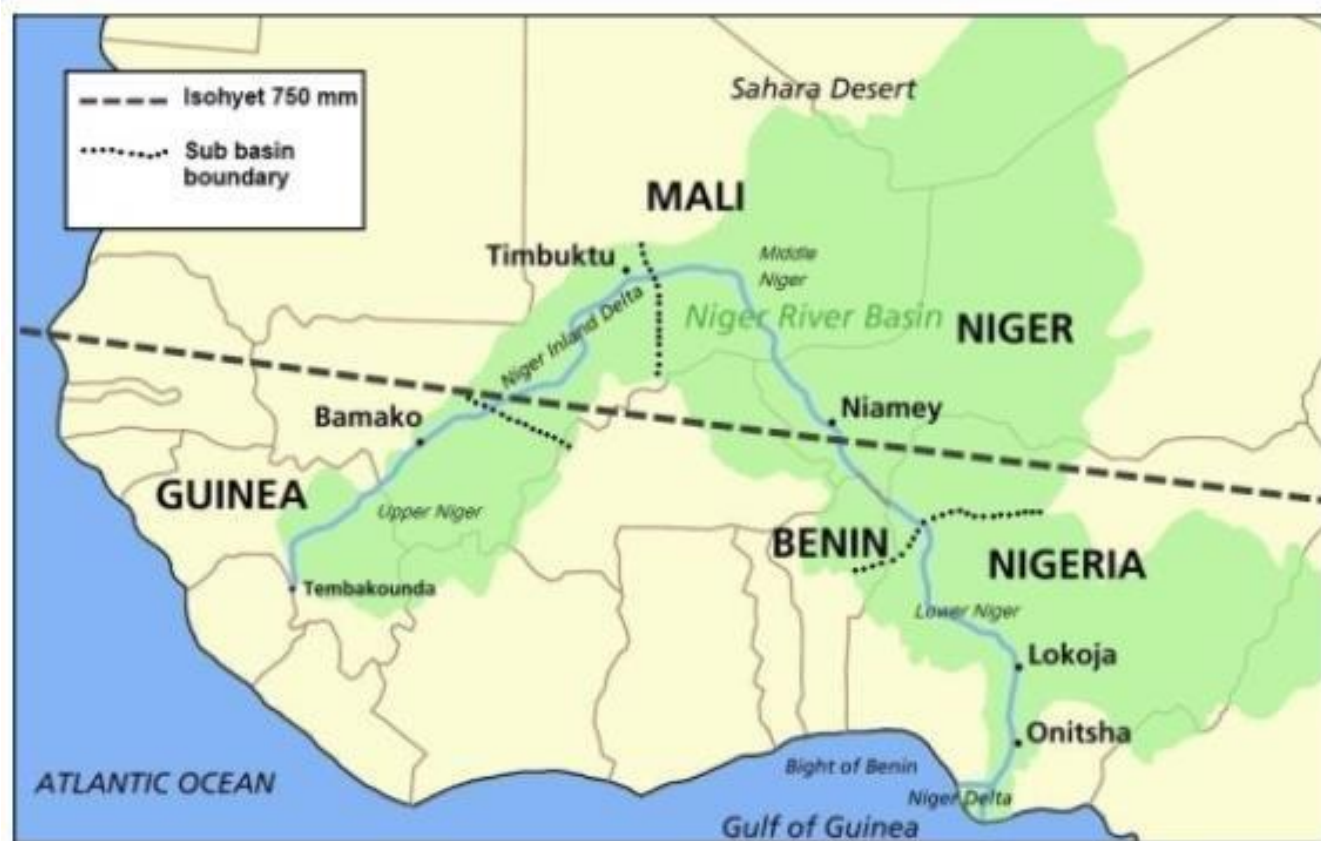 Isohyet 750 mm
Sub basin
boundary
Sahara Desert
MALI
Timbuktu
Middle
Niger
Niger Inland Delta
Niger River Basin
NIGER
Bamako
Niamey
GUINEA
Upper Niger
BENIN
NIGERIA
Tembakounda
Lower Niger
Lokoja
Onitsha
Bight of Benin
ATLANTIC OCEAN
Niger Delta
Gulf of Guinea